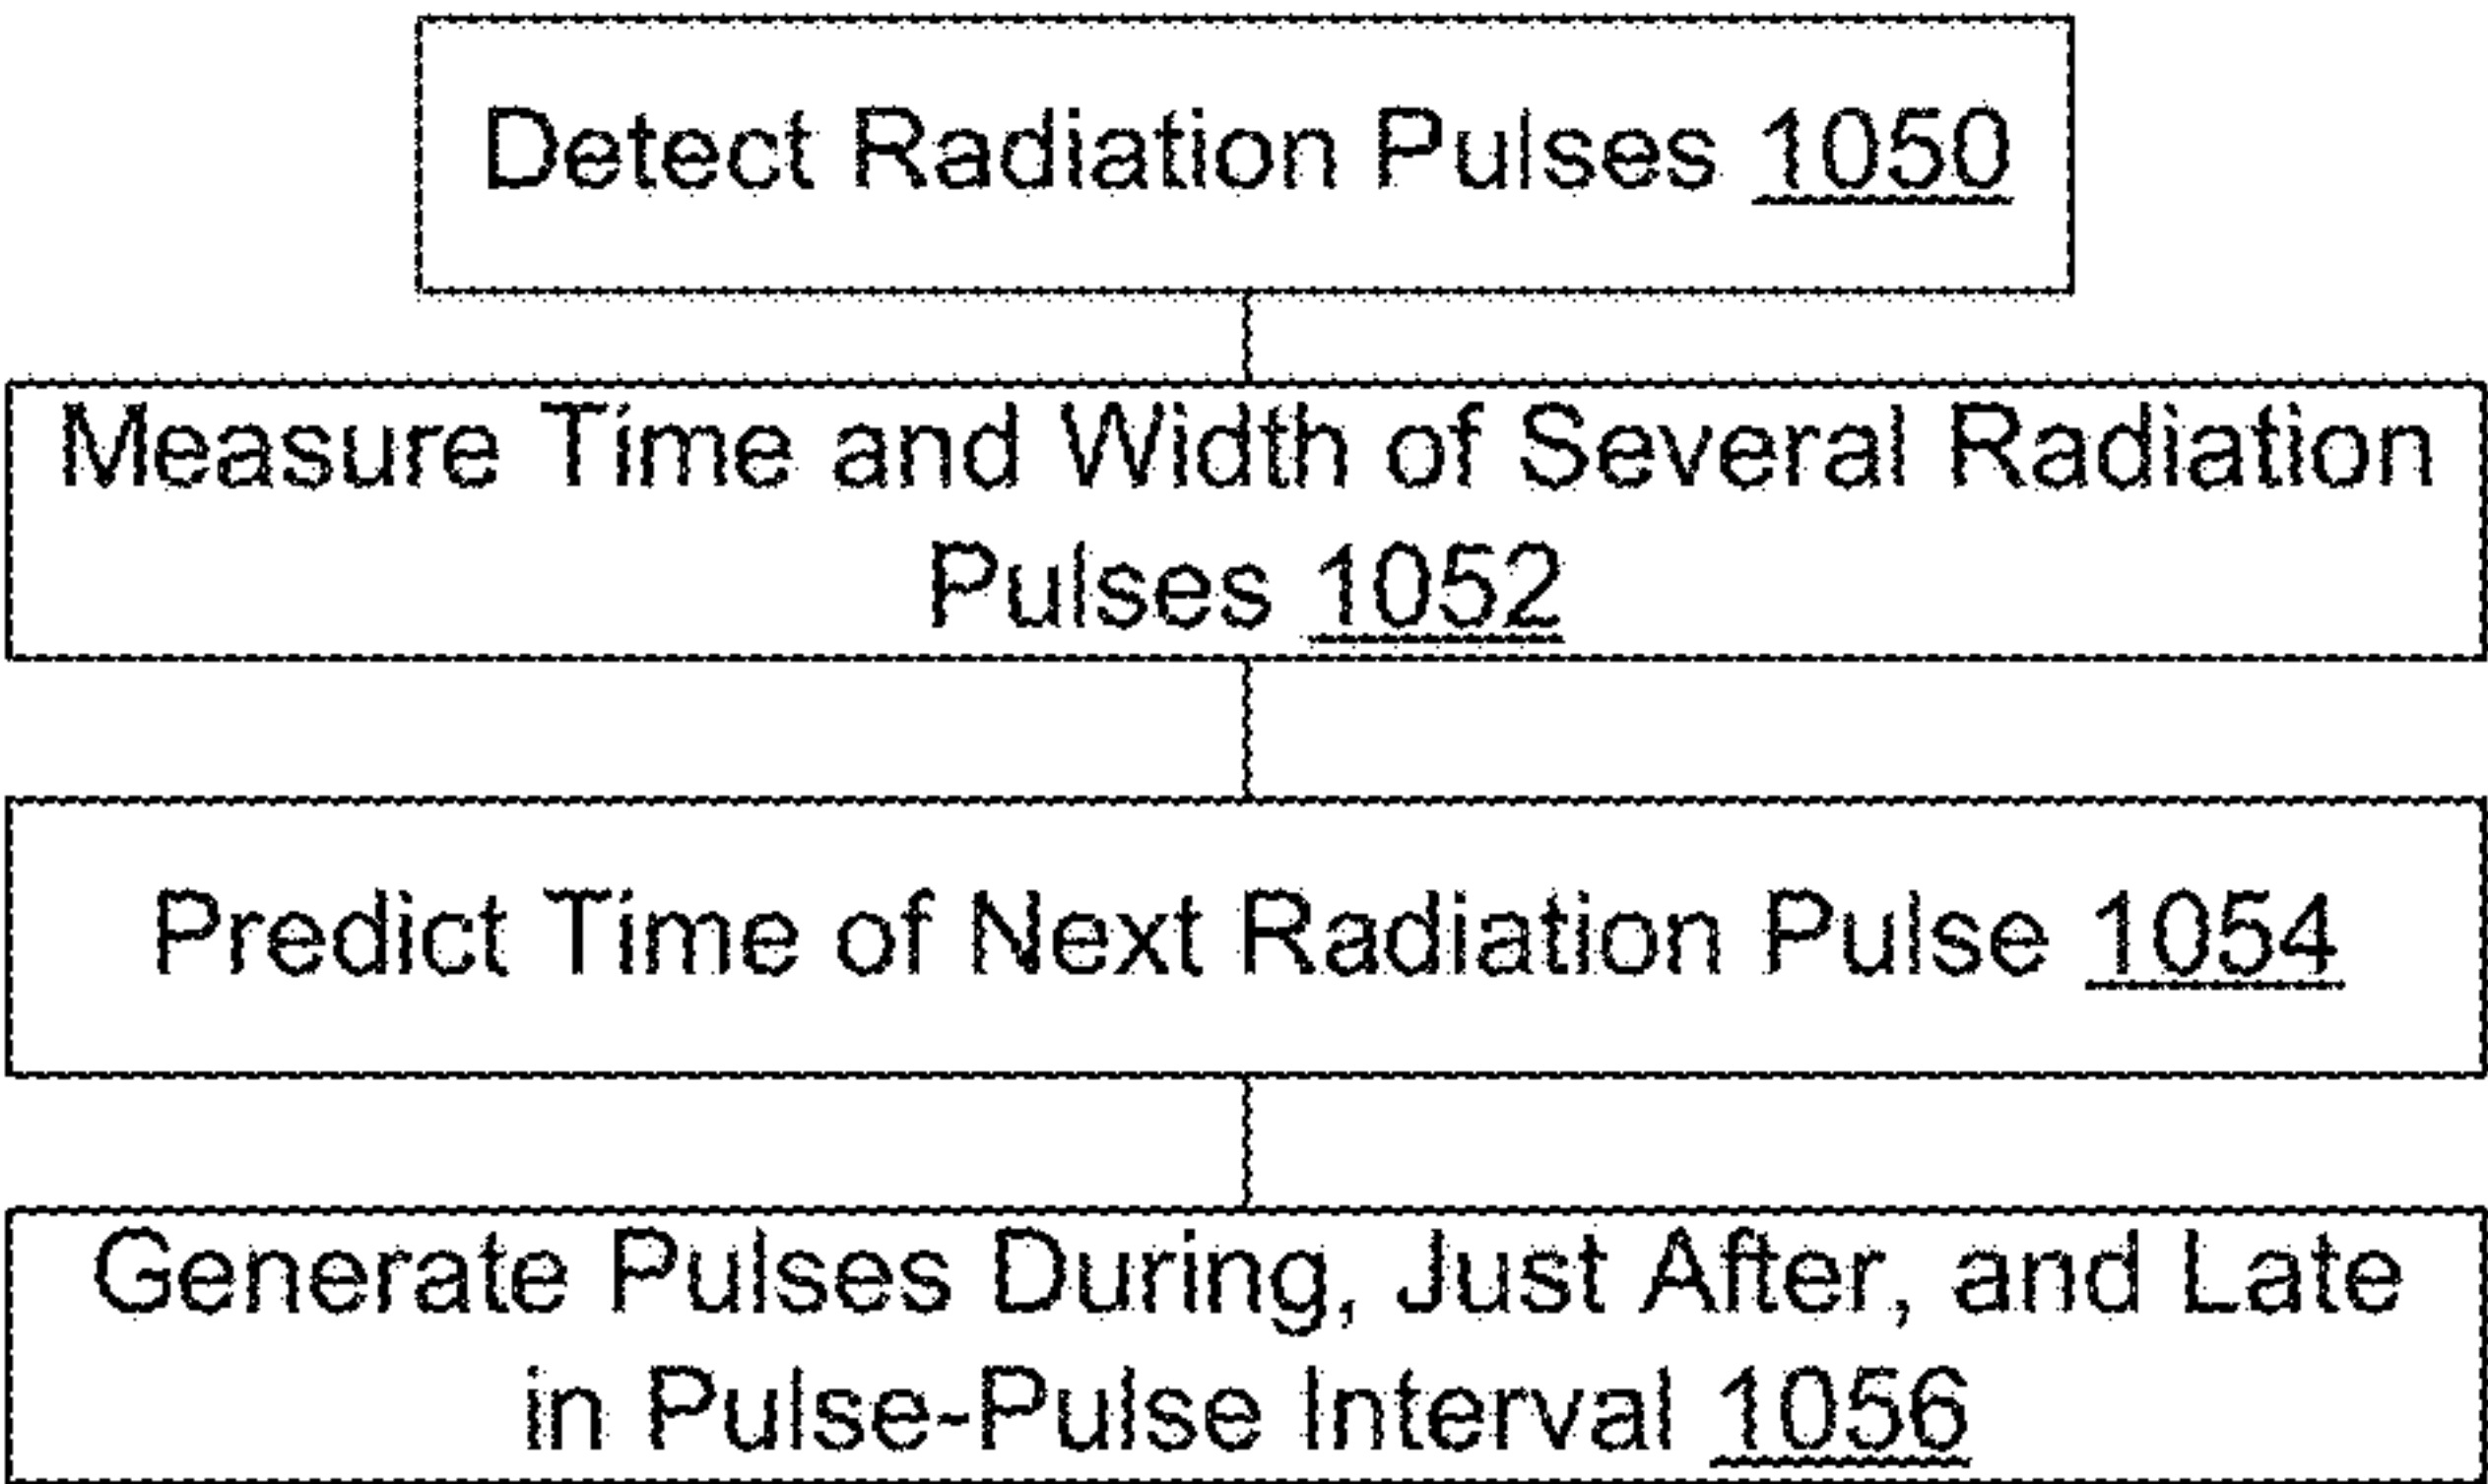 Detect Radiation Pulses 1050
Measure Time and Width of Several Radiation
Pulses 1052
Predict Time of Next Radiation Pulse 1054
Generate Pulses During, Just After, and Late
in Pulse-Pulse Interval 1056